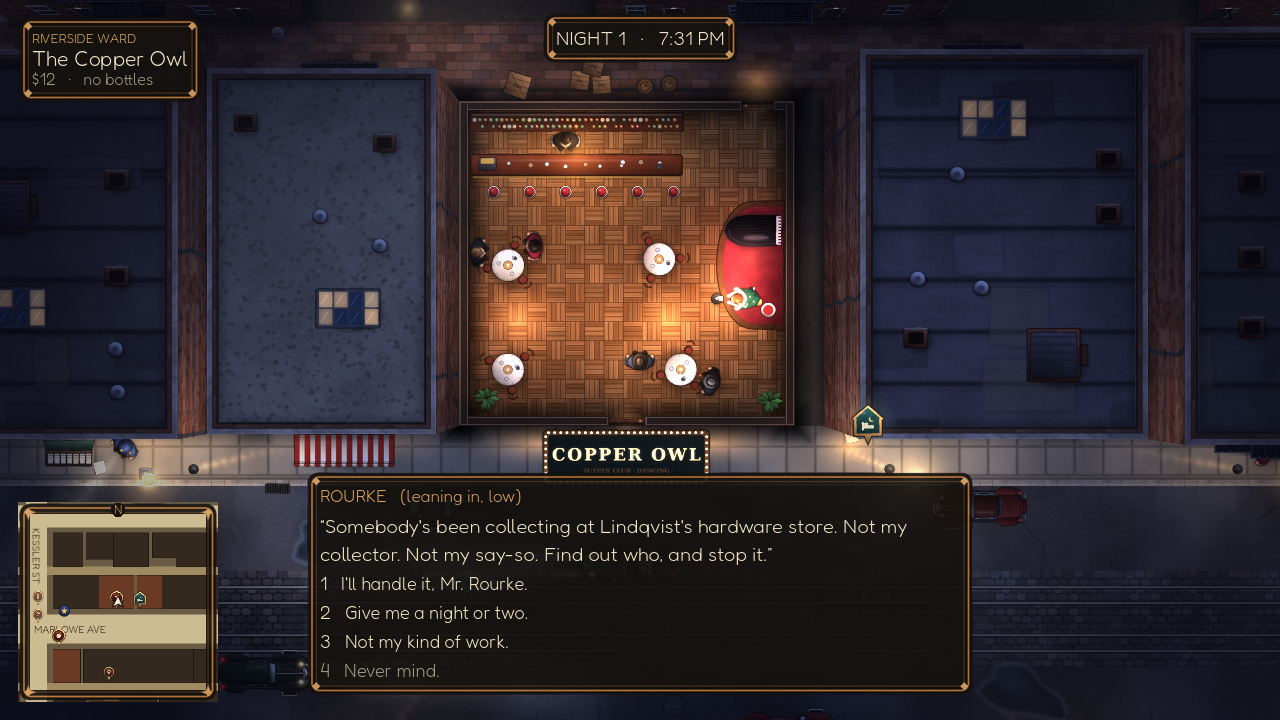 RIVERSIDE WARD
The Copper Owl
$12 · no bottles
NIGHT 1 · 7:31 PM
COPPER OWL
SUPPER CLUB · DANCING
ROURKE (leaning in, low)
“Somebody's been collecting at Lindqvist's hardware store. Not my
collector. Not my say-so. Find out who, and stop it.”
1 I'll handle it, Mr. Rourke.
2 Give me a night or two.
3 Not my kind of work.
4 Never mind.
N
KESSLER ST
MARLOWE AVE